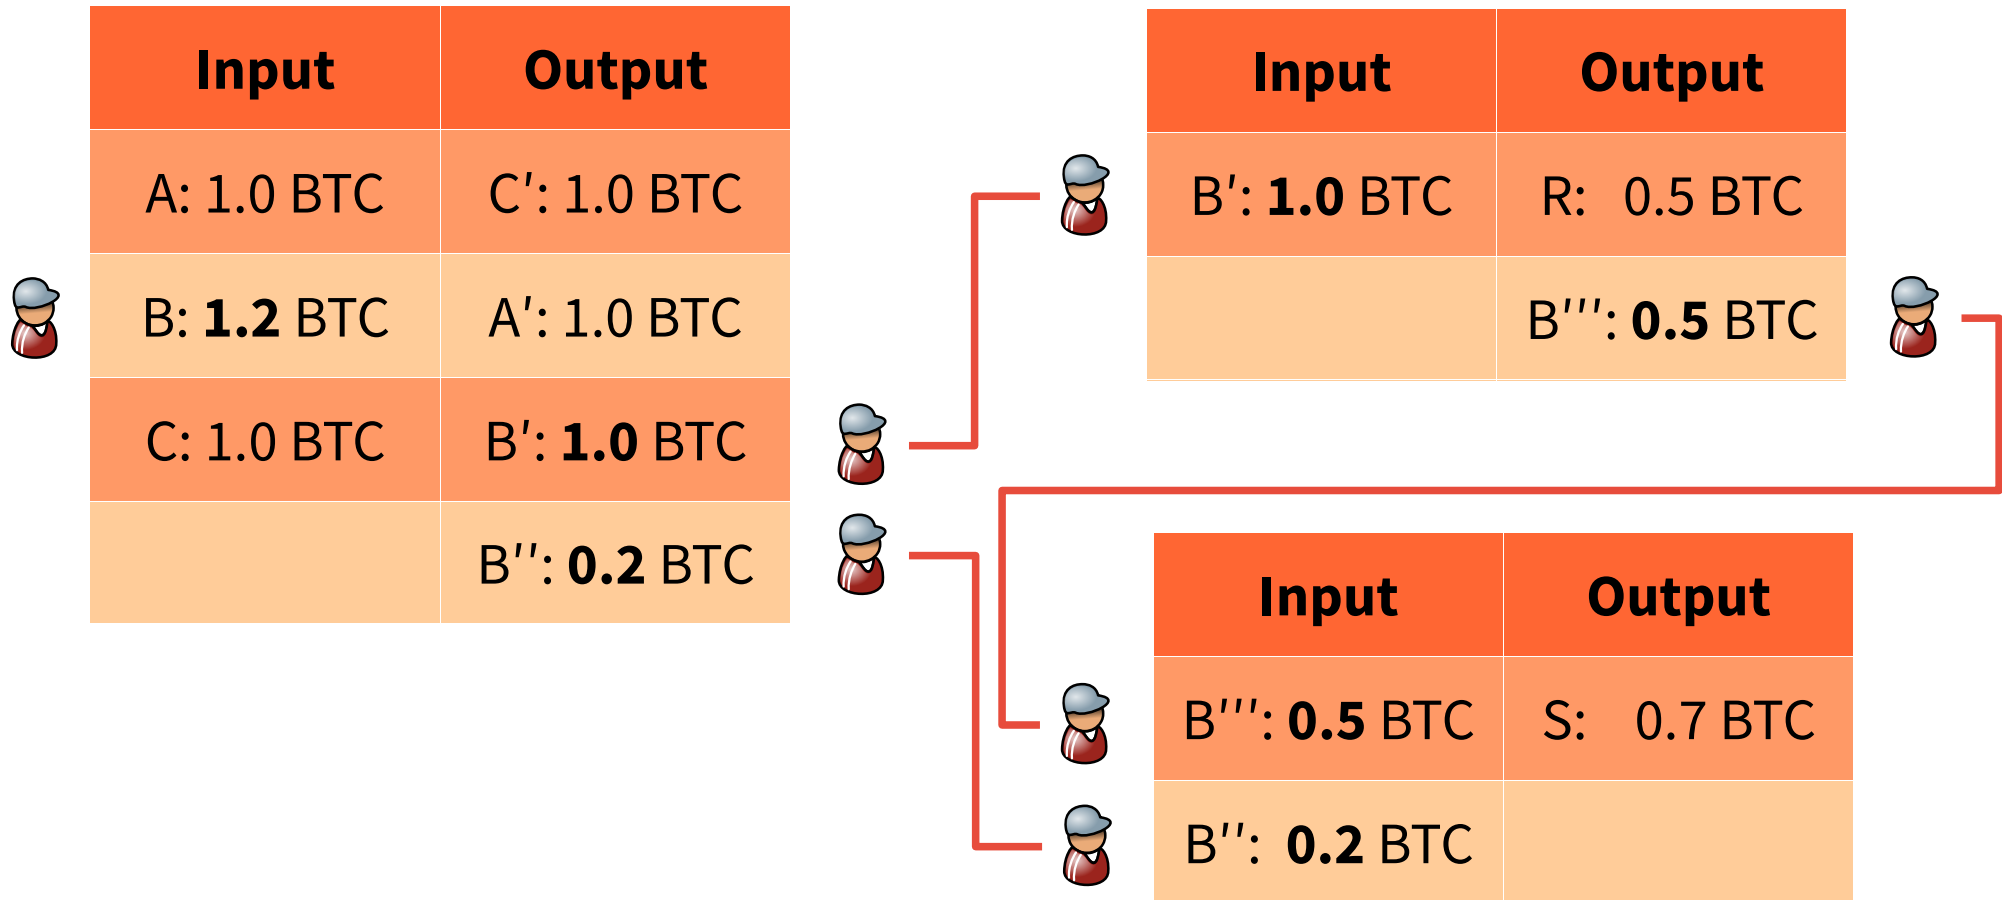 Input Output
A: 1.0 BTC C′: 1.0 BTC
B: 1.2 BTC A′: 1.0 BTC
C: 1.0 BTC B′: 1.0 BTC
B′′: 0.2 BTC
Input Output
B′: 1.0 BTC R: 0.5 BTC
B′′′: 0.5 BTC
Input Output
B′′′: 0.5 BTC S: 0.7 BTC
B′′: 0.2 BTC